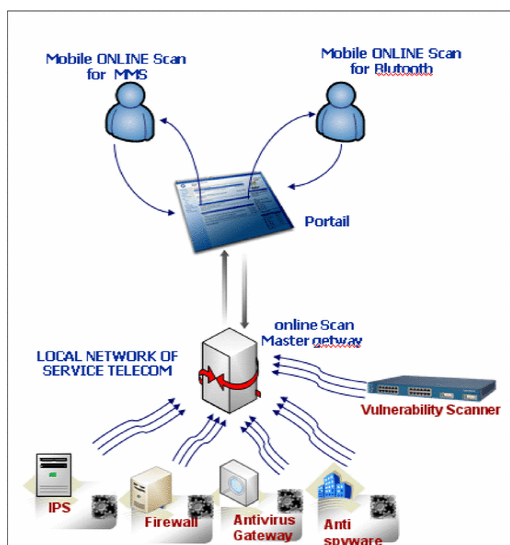 Mobile ONLINE Scan
for MMS
Mobile ONLINE Scan
for Blutooth
Portail
online Scan
Master getway
LOCAL NETWORK OF
SERVICE TELECOM
Vulnerability Scanner
IPS
Firewall
Antivirus
Gateway
Anti
spyware